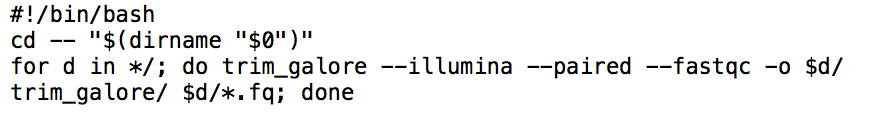 #!/bin/bash
cd -- "$(dirname "$0")"
for d in */; do trim_galore --illumina --paired --fastqc -o $d/
trim_galore/ $d/*.fq; done